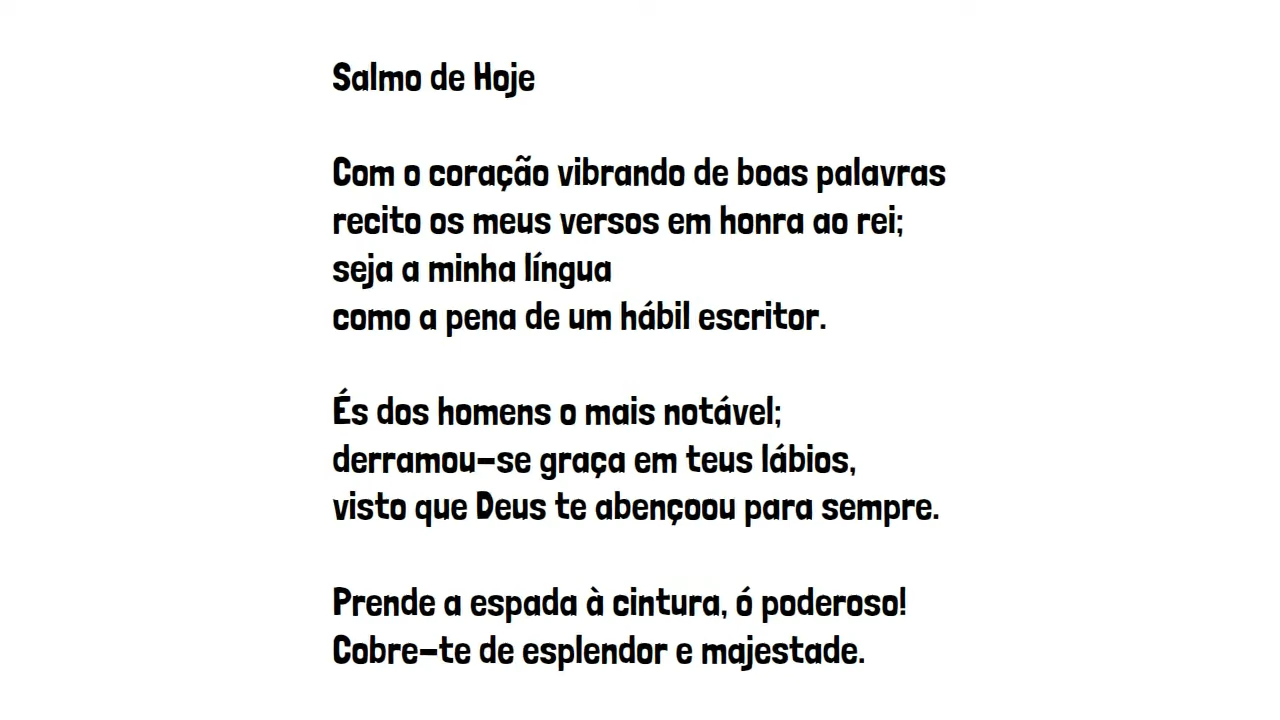 Salmo de Hoje
Com o coração vibrando de boas palavras
recito os meus versos em honra ao rei;
seja a minha língua
como a pena de um hábil escritor.
És dos homens o mais notável;
derramou-se graça em teus lábios,
visto que Deus te abençoou para sempre.
Prende a espada à cintura, ó poderoso!
Cobre-te de esplendor e majestade.